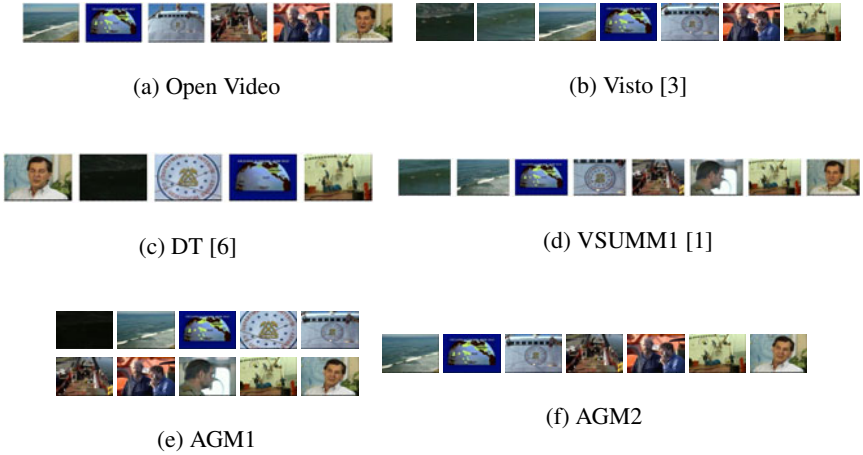 (a) Open Video
(b) Visto [3]
(c) DT [6]
(d) VSUMM1 [1]
(e) AGM1
(f) AGM2